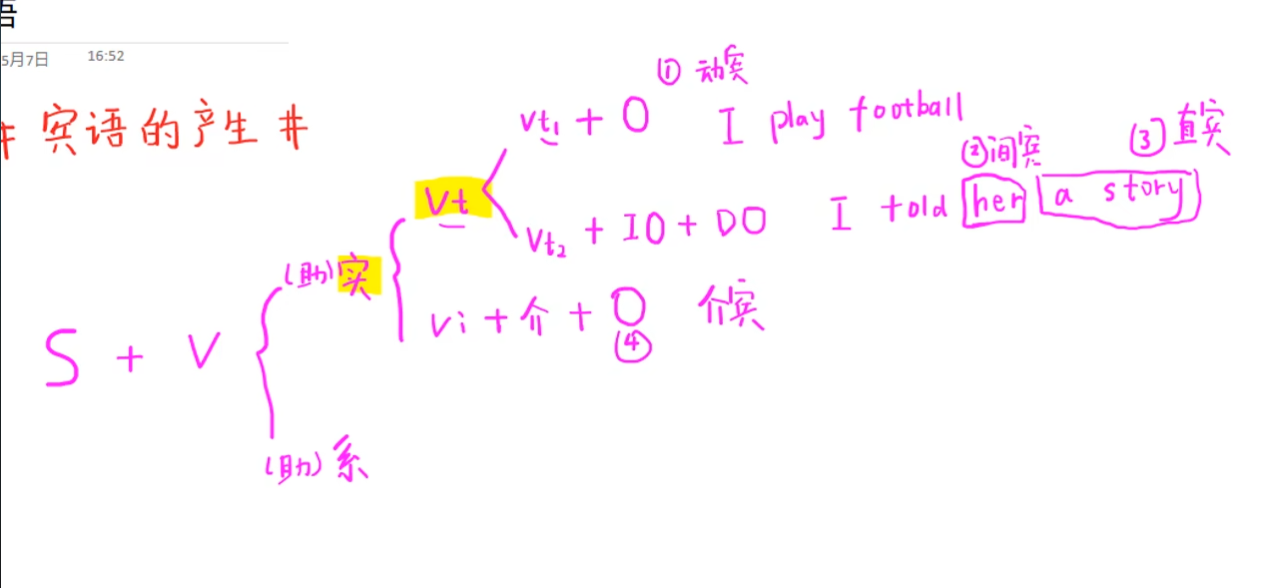 语
5月7日 16:52
# 宾语的产生 #
① 动宾
vt₁ + O I play football
②间宾 ③直宾
Vt
Vt₂ + IO + DO I told her a story
(助)实
vi + 介 + O 介宾
④
S + V
(助)系